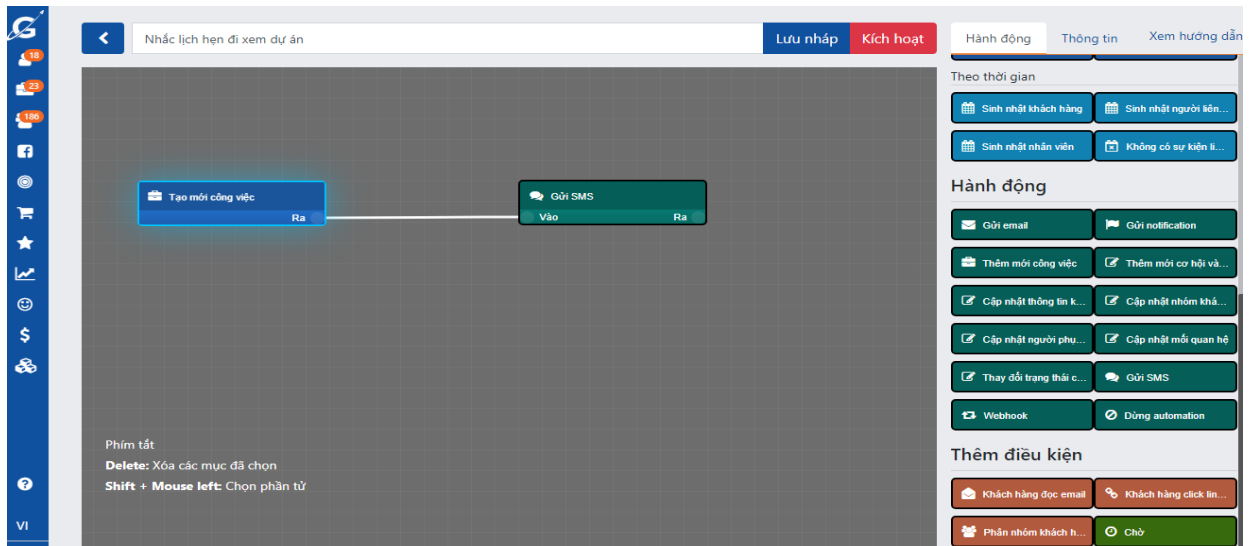 G
Nhắc lịch hẹn đi xem dự án
Lưu nháp
Kích hoạt
Hành động
Thông tin
Xem hướng dẫn
18
23
186
VI
Tạo mới công việc
Ra
Gửi SMS
Vào
Ra
Phím tắt
Delete: Xóa các mục đã chọn
Shift + Mouse left: Chọn phần tử
Theo thời gian
Sinh nhật khách hàng
Sinh nhật người liên...
Sinh nhật nhân viên
Không có sự kiện li...
Hành động
Gửi email
Gửi notification
Thêm mới công việc
Thêm mới cơ hội và...
Cập nhật thông tin k...
Cập nhật nhóm khá...
Cập nhật người phụ...
Cập nhật mối quan hệ
Thay đổi trạng thái c...
Gửi SMS
Webhook
Dừng automation
Thêm điều kiện
Khách hàng đọc email
Khách hàng click lin...
Phân nhóm khách h...
Chờ